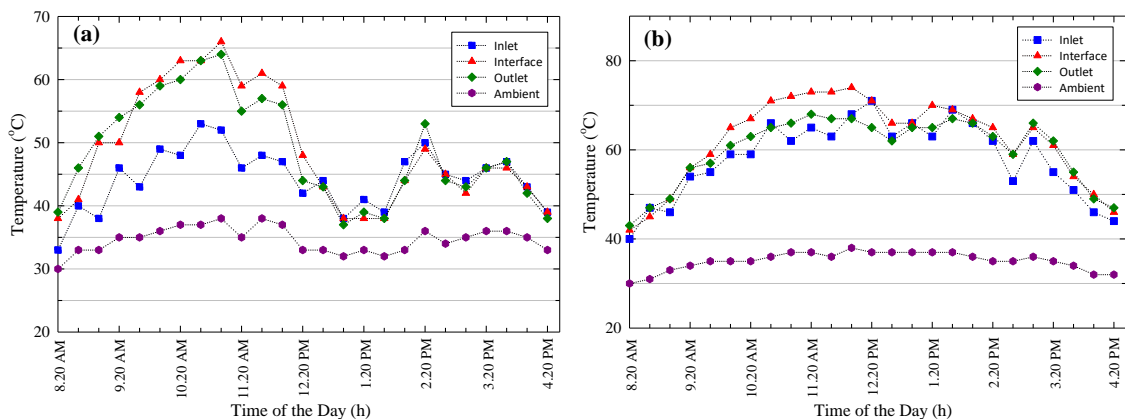 (a)
Inlet
Interface
Outlet
Ambient
Temperature (°C)
70
60
50
40
30
20
8.20 AM
9.20 AM
10.20 AM
11.20 AM
12.20 PM
1.20 PM
2.20 PM
3.20 PM
4.20 PM
Time of the Day (h)
(b)
Inlet
Interface
Outlet
Ambient
Temperature (°C)
80
60
40
20
8.20 AM
9.20 AM
10.20 AM
11.20 AM
12.20 PM
1.20 PM
2.20 PM
3.20 PM
4.20 PM
Time of the Day (h)